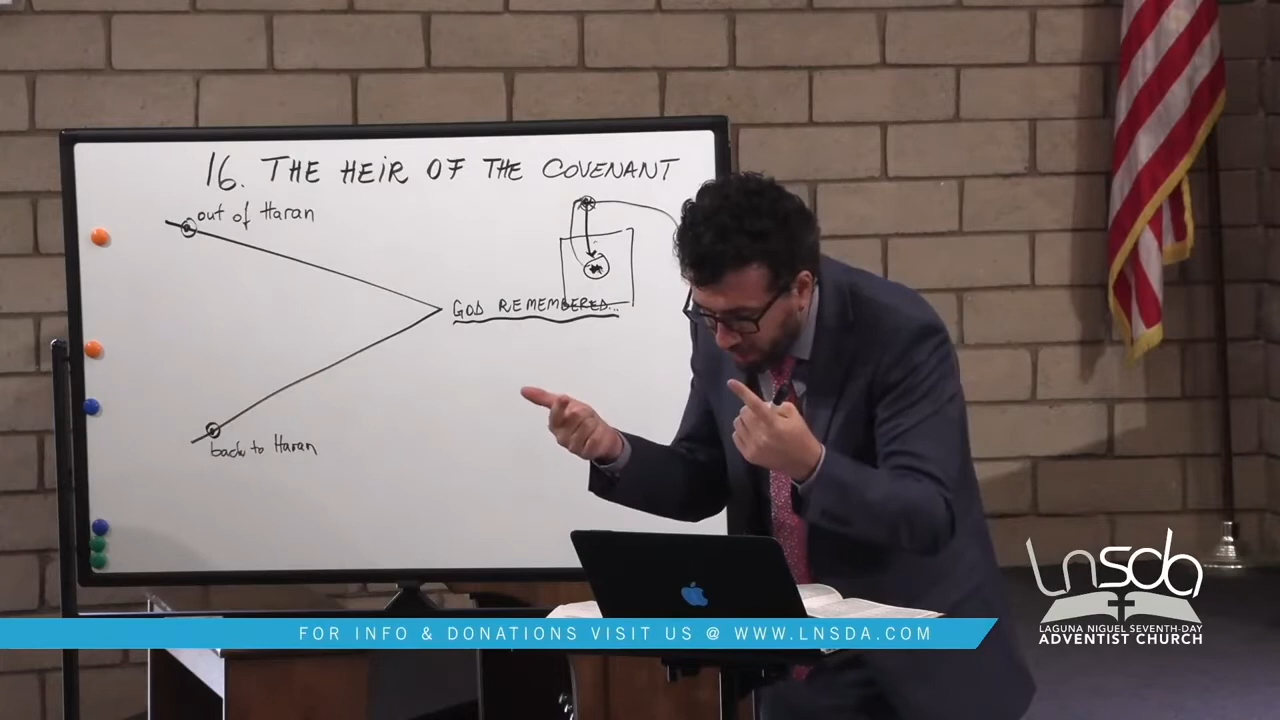 16. THE HEIR OF THE COVENANT
out of Haran
GOD REMEMBERED...
back to Haran
FOR INFO & DONATIONS VISIT US @ WWW.LNSDA.COM
Lnsda
LAGUNA NIGUEL SEVENTH-DAY
ADVENTIST CHURCH